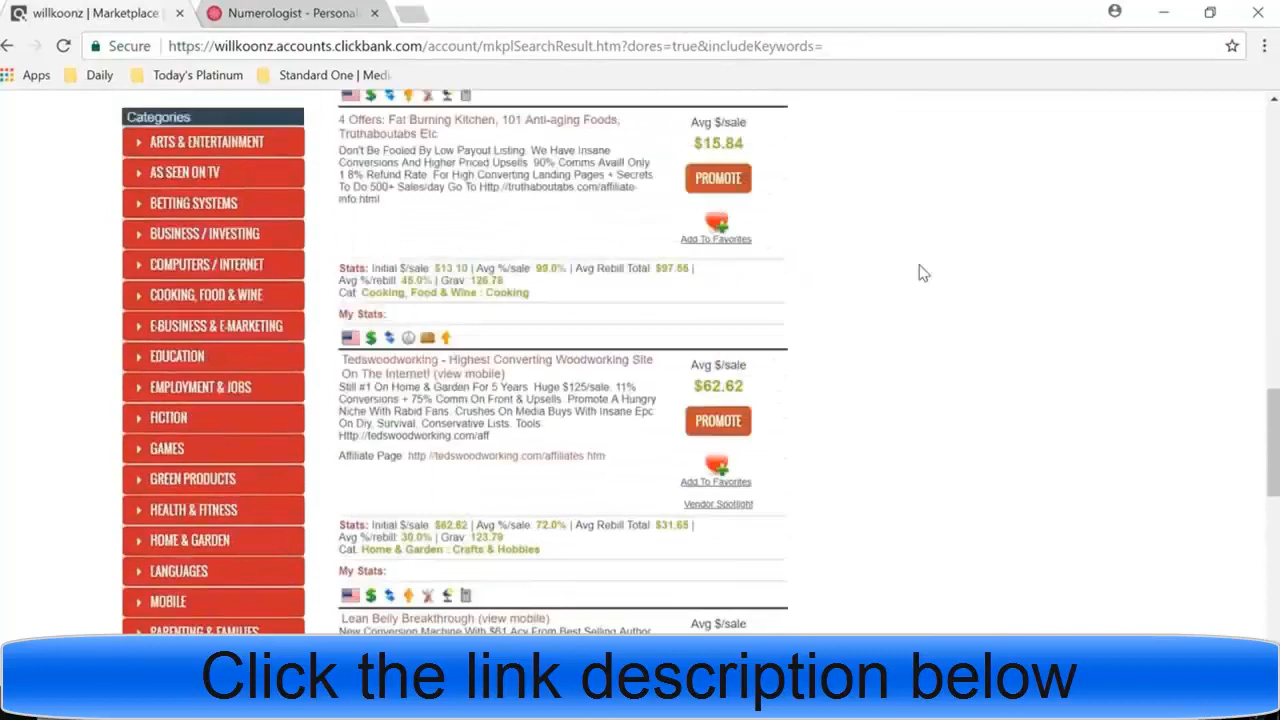 willkoonz | Marketplace
Numerologist - Personal
Secure
https://willkoonz.accounts.clickbank.com/account/mkplSearchResult.htm?dores=true&includeKeywords=
Apps
Daily
Today's Platinum
Standard One | Medi
Categories
ARTS & ENTERTAINMENT
AS SEEN ON TV
BETTING SYSTEMS
BUSINESS / INVESTING
COMPUTERS / INTERNET
COOKING, FOOD & WINE
E-BUSINESS & E-MARKETING
EDUCATION
EMPLOYMENT & JOBS
FICTION
GAMES
GREEN PRODUCTS
HEALTH & FITNESS
HOME & GARDEN
LANGUAGES
MOBILE
PARENTING & FAMILIES
4 Offers: Fat Burning Kitchen, 101 Anti-aging Foods,
Truthaboutabs Etc
Don't Be Fooled By Low Payout Listing. We Have Insane
Conversions And Higher Priced Upsells 90% Comms Avail! Only
1 8% Refund Rate For High Converting Landing Pages + Secrets
To Do 500+ Sales/day Go To Http://truthaboutabs.com/affiliate-
info.html
Avg $/sale
$15.84
PROMOTE
Add To Favorites
Stats: Initial $/sale $13.10 | Avg %/sale 99.0% | Avg Rebill Total $97.56 |
Avg %/rebill 45.0% | Grav 126.78
Cat Cooking, Food & Wine : Cooking
My Stats:
Tedswoodworking - Highest Converting Woodworking Site
On The Internet! (view mobile)
Still #1 On Home & Garden For 5 Years Huge $125/sale. 11%
Conversions + 75% Comm On Front & Upsells. Promote A Hungry
Niche With Rabid Fans. Crushes On Media Buys With Insane Epc
On Diy, Survival, Conservative Lists. Tools
Http://tedswoodworking.com/aff
Affiliate Page http://tedswoodworking.com/affiliates.htm
Avg $/sale
$62.62
PROMOTE
Add To Favorites
Vendor Spotlight
Stats: Initial $/sale $62.62 | Avg %/sale 72.0% | Avg Rebill Total $31.65 |
Avg %/rebill 30.0% | Grav 123.79
Cat Home & Garden : Crafts & Hobbies
My Stats:
Lean Belly Breakthrough (view mobile)
New Conversion Machine With $61 Acv From Best Selling Author
Avg $/sale
Click the link description below